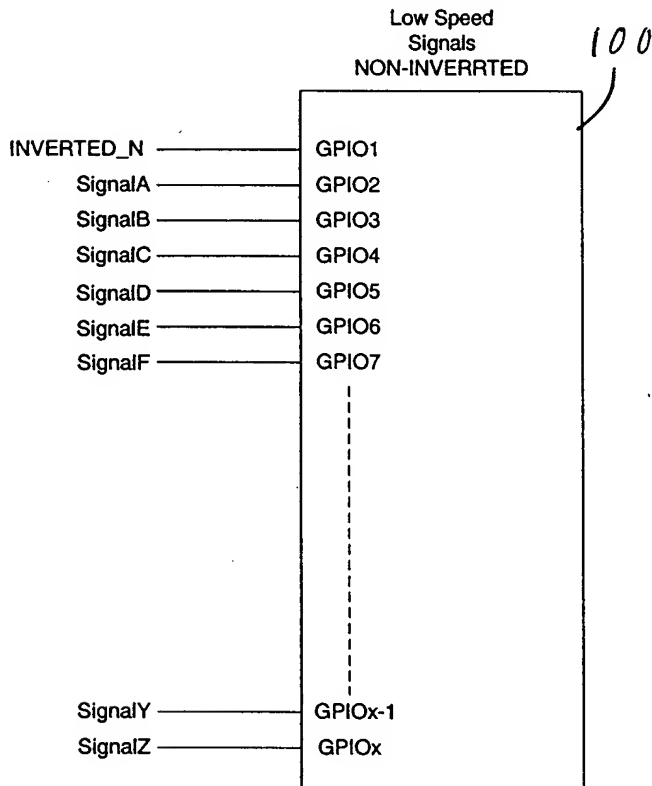 Low Speed
Signals
NON-INVERRTED
100
INVERTED_N GPIO1
SignalA GPIO2
SignalB GPIO3
SignalC GPIO4
SignalD GPIO5
SignalE GPIO6
SignalF GPIO7
SignalY GPIOx-1
SignalZ GPIOx